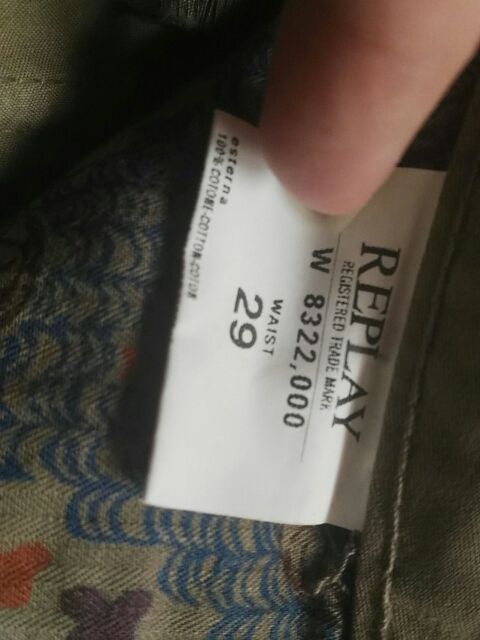 REPLAY
REGISTERED TRADE MARK
W 8322,000
WAIST
29
esterna
100% COTONE-COTTON-COTON